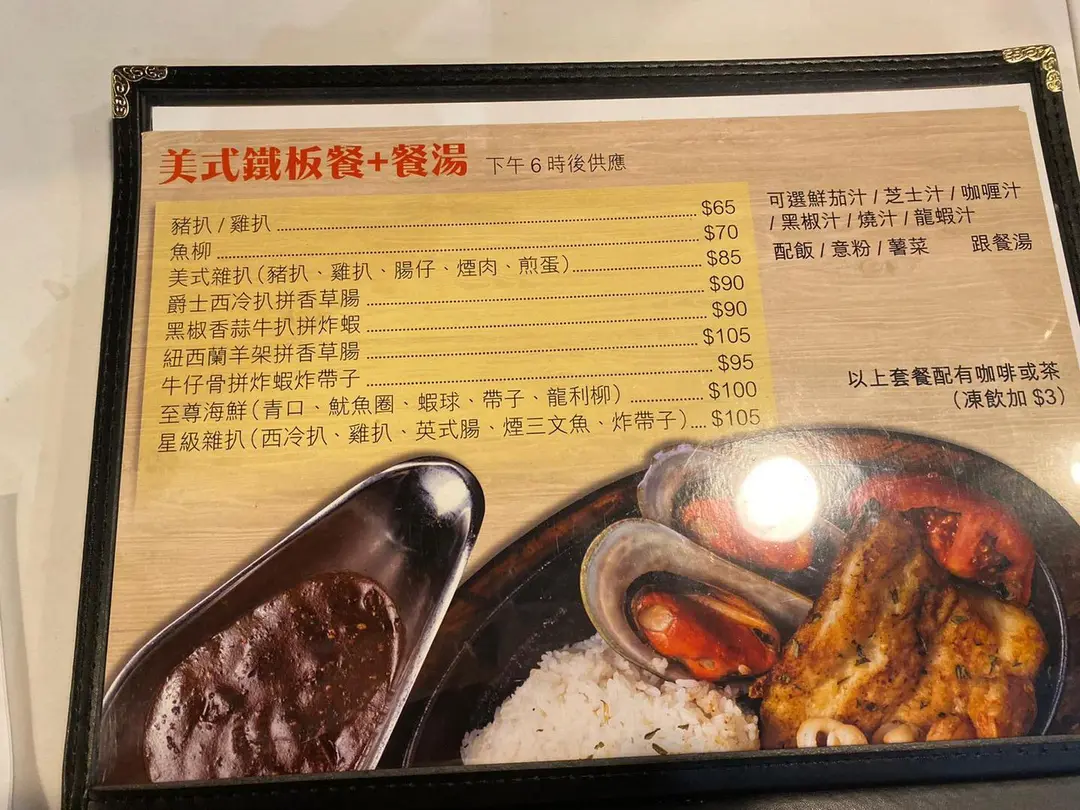 美式鐵板餐+餐湯 下午6時後供應
豬扒 / 雞扒 $65
魚柳 $70
美式雜扒(豬扒、雞扒、腸仔、煙肉、煎蛋) $85
爵士西冷扒拼香草腸 $90
黑椒香蒜牛扒拼炸蝦 $90
紐西蘭羊架拼香草腸 $105
牛仔骨拼炸蝦炸帶子 $95
至尊海鮮(青口、魷魚圈、蝦球、帶子、龍利柳) $100
星級雜扒(西冷扒、雞扒、英式腸、煙三文魚、炸帶子) $105
可選鮮茄汁 / 芝士汁 / 咖喱汁
/ 黑椒汁 / 燒汁 / 龍蝦汁
配飯 / 意粉 / 薯菜 跟餐湯
以上套餐配有咖啡或茶
(凍飲加 $3)